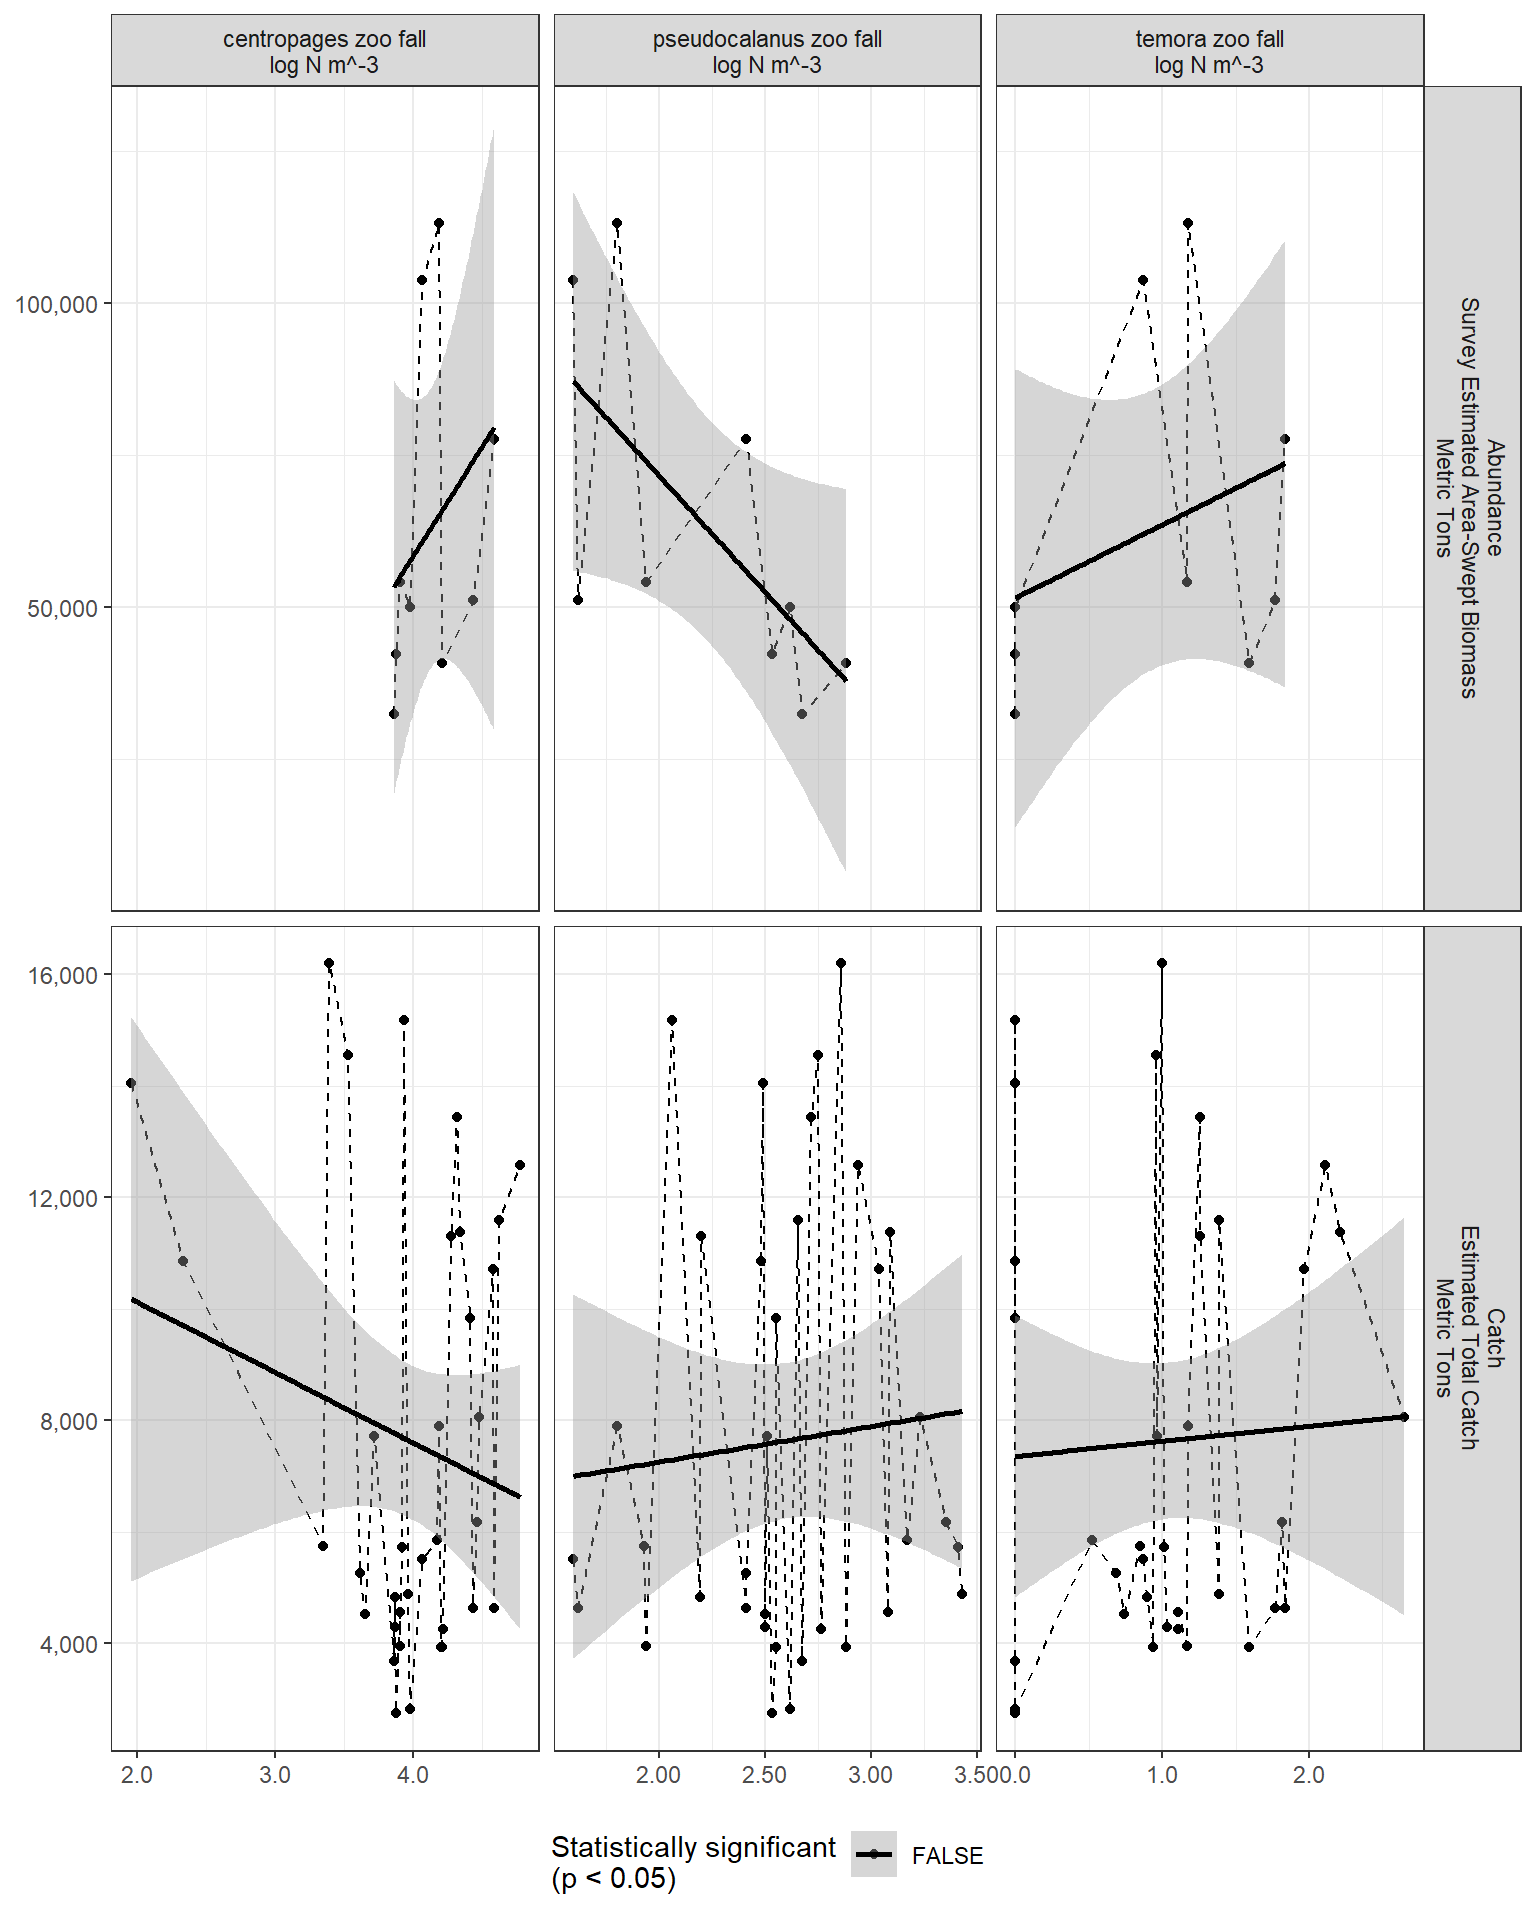 centropages zoo fall
log N m^-3
pseudocalanus zoo fall
log N m^-3
temora zoo fall
log N m^-3
100,000
50,000
Abundance
Survey Estimated Area-Swept Biomass
Metric Tons
16,000
12,000
8,000
4,000
Catch
Estimated Total Catch
Metric Tons
2.0 3.0 4.0 2.00 2.50 3.00 3.50 0.0 1.0 2.0
Statistically significant
(p < 0.05)
FALSE